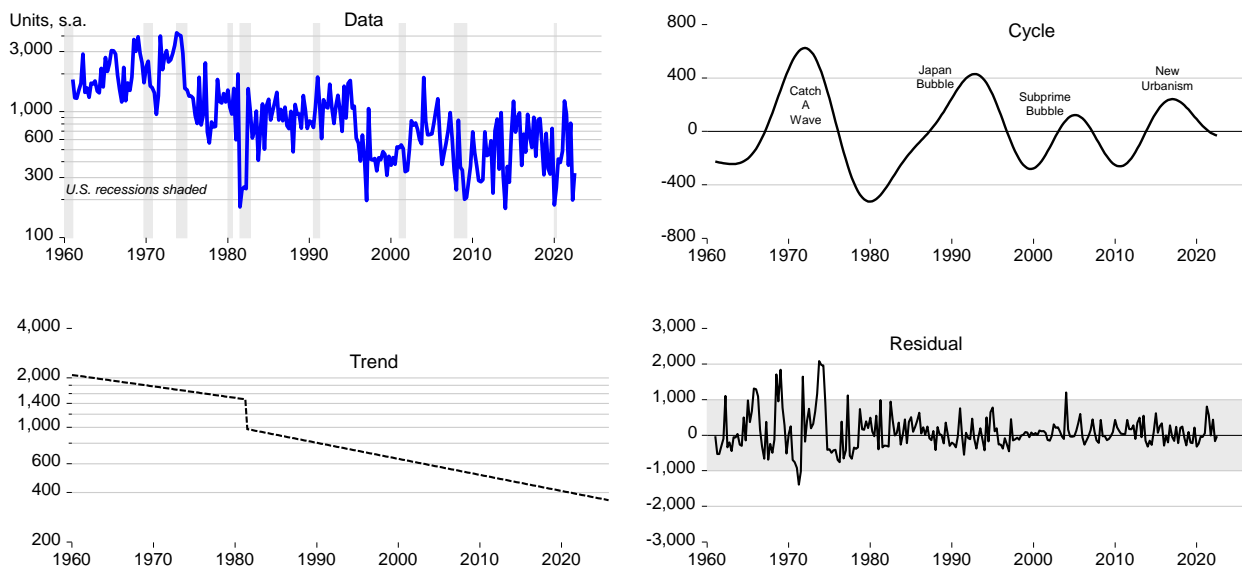 Units, s.a.
Data
3,000
1,000
600
300
100
U.S. recessions shaded
1960 1970 1980 1990 2000 2010 2020
Cycle
800
400
0
-400
-800
Catch
A
Wave
Japan
Bubble
Subprime
Bubble
New
Urbanism
1960 1970 1980 1990 2000 2010 2020
Trend
4,000
2,000
1,400
1,000
600
400
200
1960 1970 1980 1990 2000 2010 2020
Residual
3,000
2,000
1,000
0
-1,000
-2,000
-3,000
1960 1970 1980 1990 2000 2010 2020